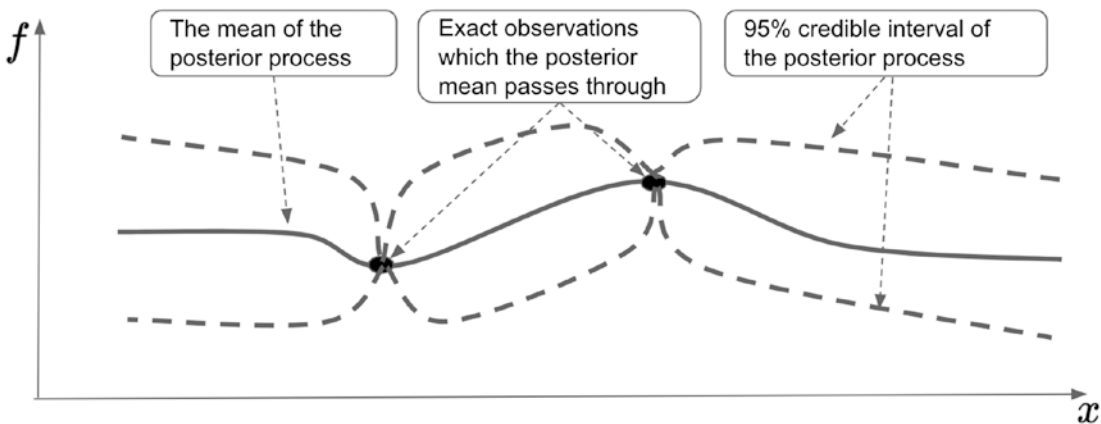 f
The mean of the
posterior process
Exact observations
which the posterior
mean passes through
95% credible interval of
the posterior process
x